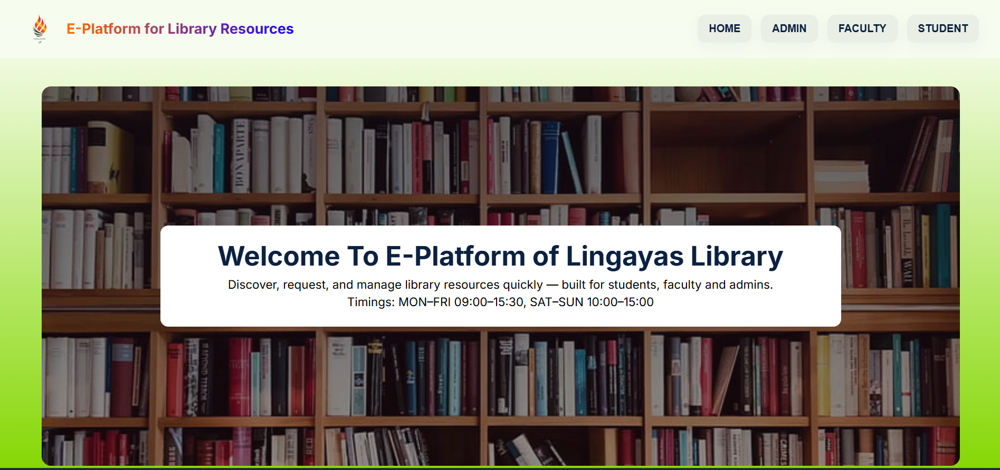 LINGAYAS
E-Platform for Library Resources
HOME
ADMIN
FACULTY
STUDENT
BONAPARTE
Welcome To E-Platform of Lingayas Library
Discover, request, and manage library resources quickly — built for students, faculty and admins.
Timings: MON–FRI 09:00–15:30, SAT–SUN 10:00–15:00